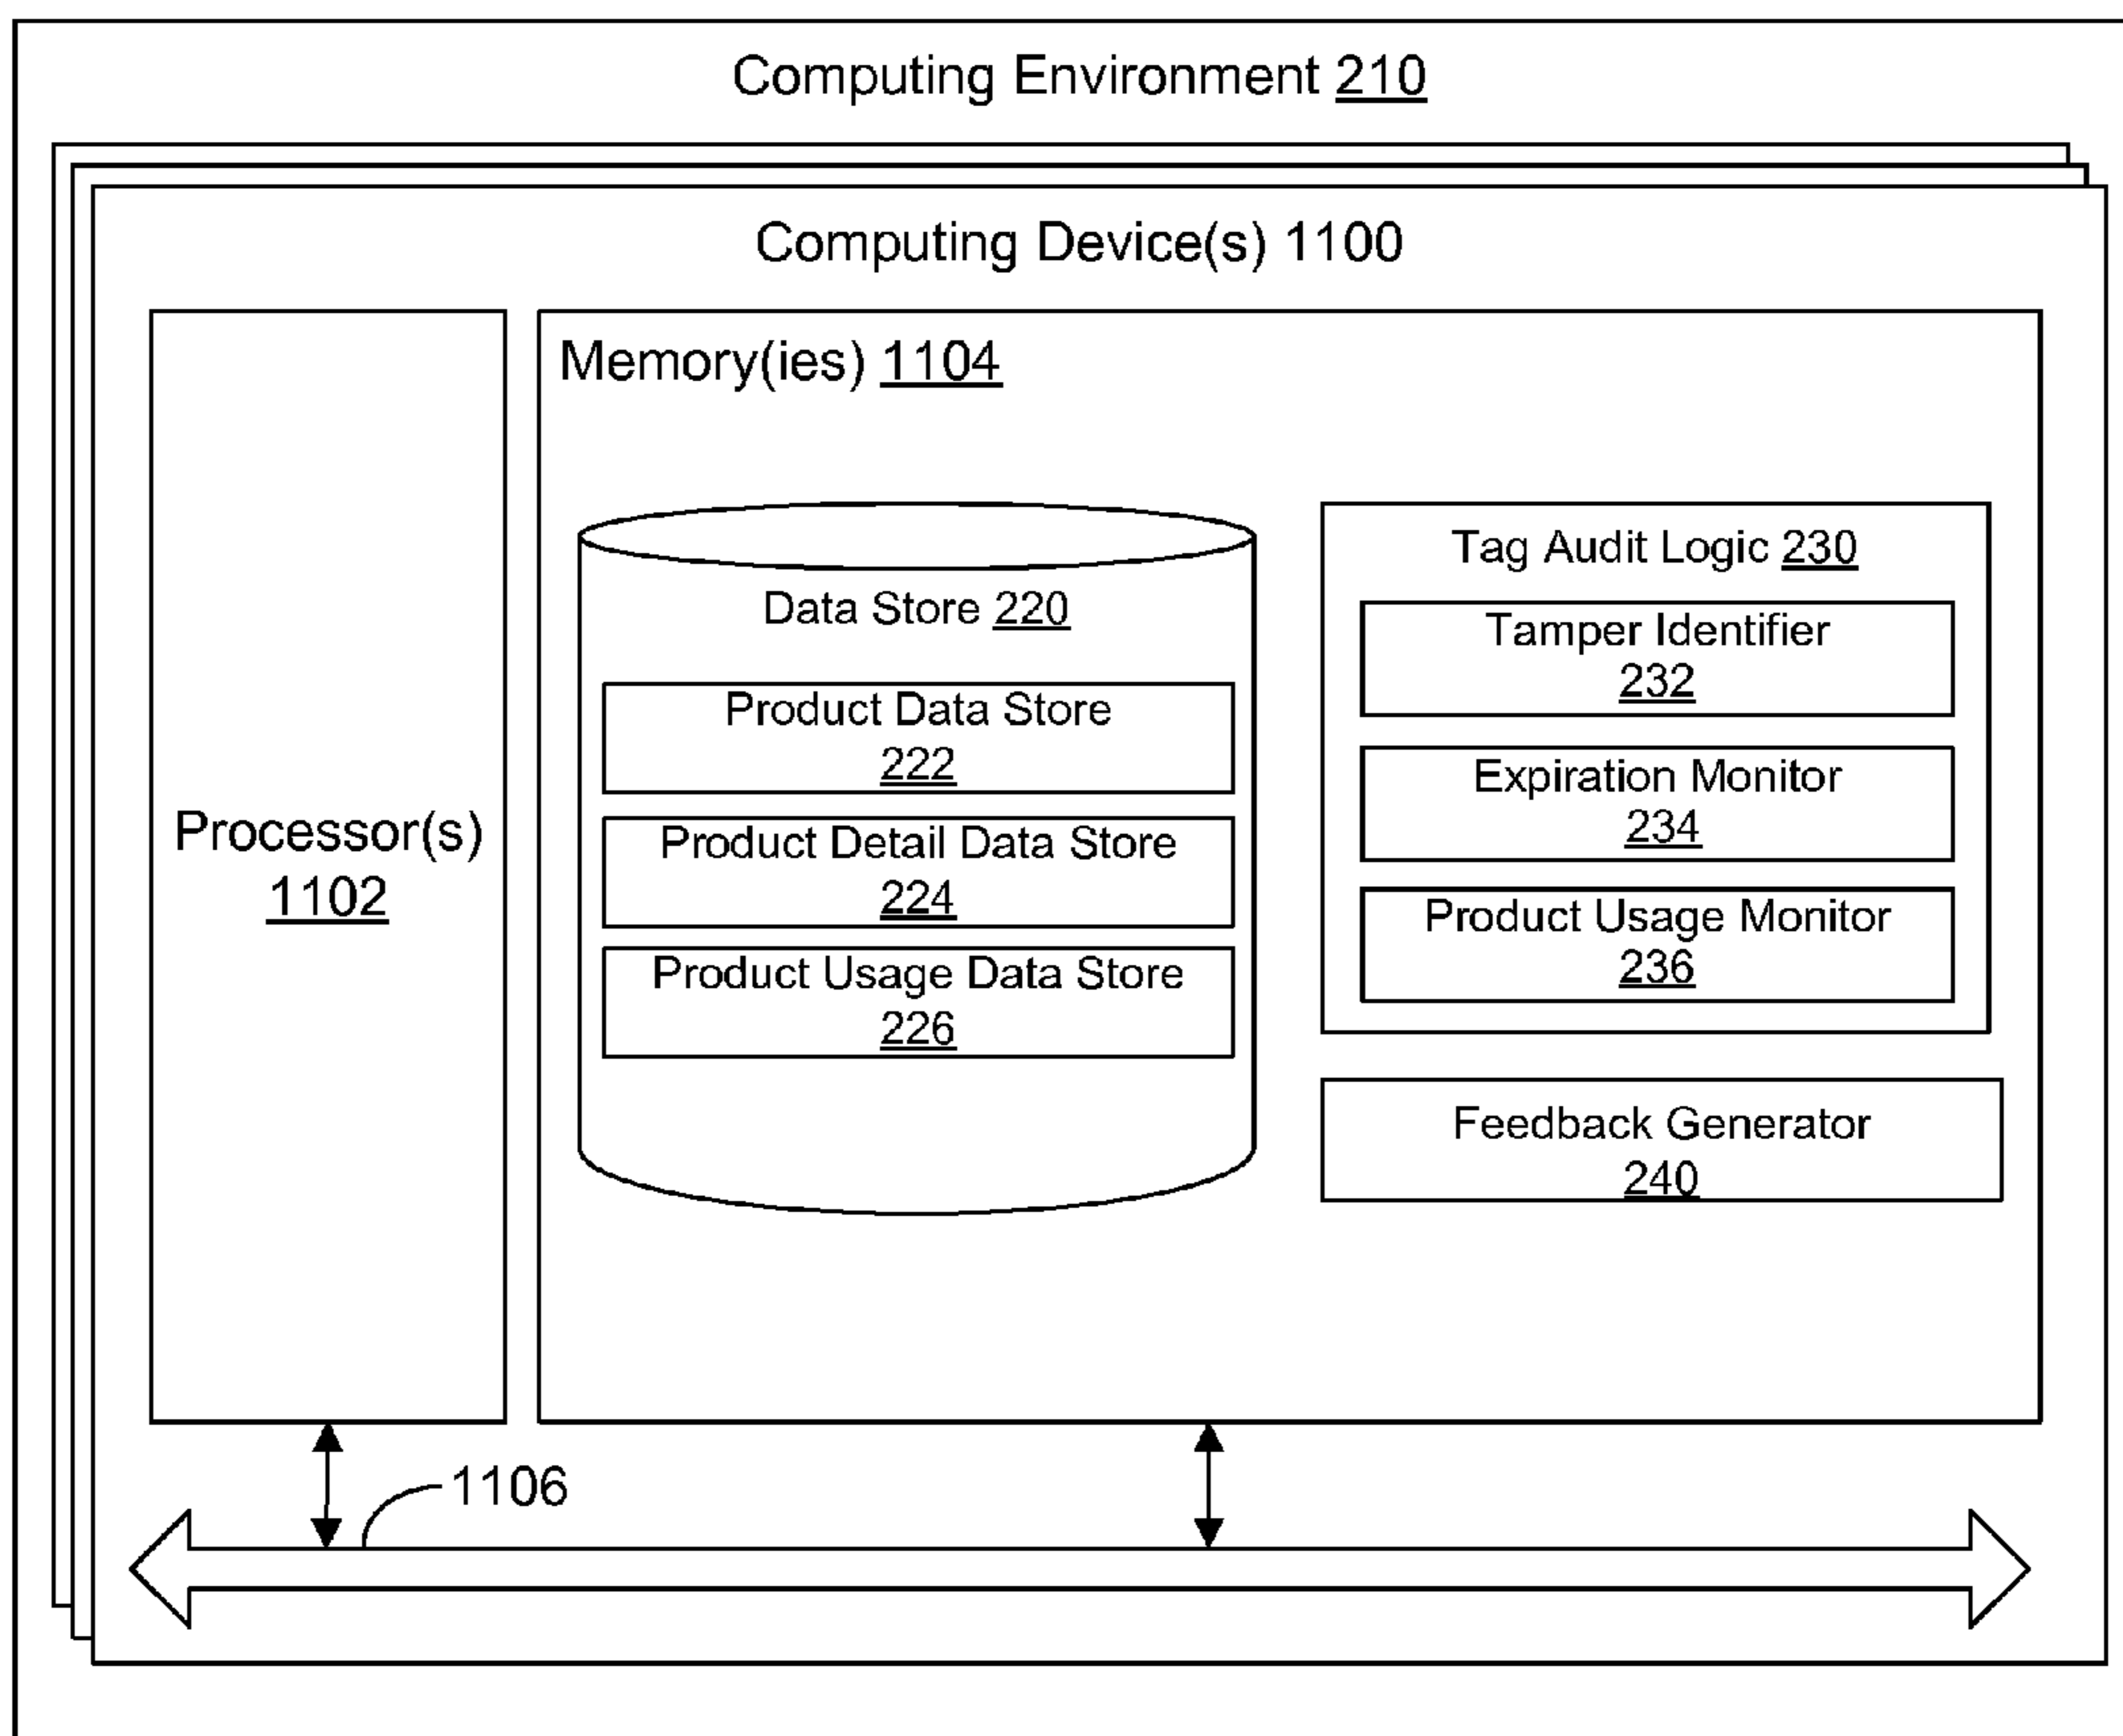 Computing Environment 210
Computing Device(s) 1100
Processor(s)
1102
Memory(ies) 1104
Data Store 220
Product Data Store
222
Product Detail Data Store
224
Product Usage Data Store
226
Tag Audit Logic 230
Tamper Identifier
232
Expiration Monitor
234
Product Usage Monitor
236
Feedback Generator
240
1106